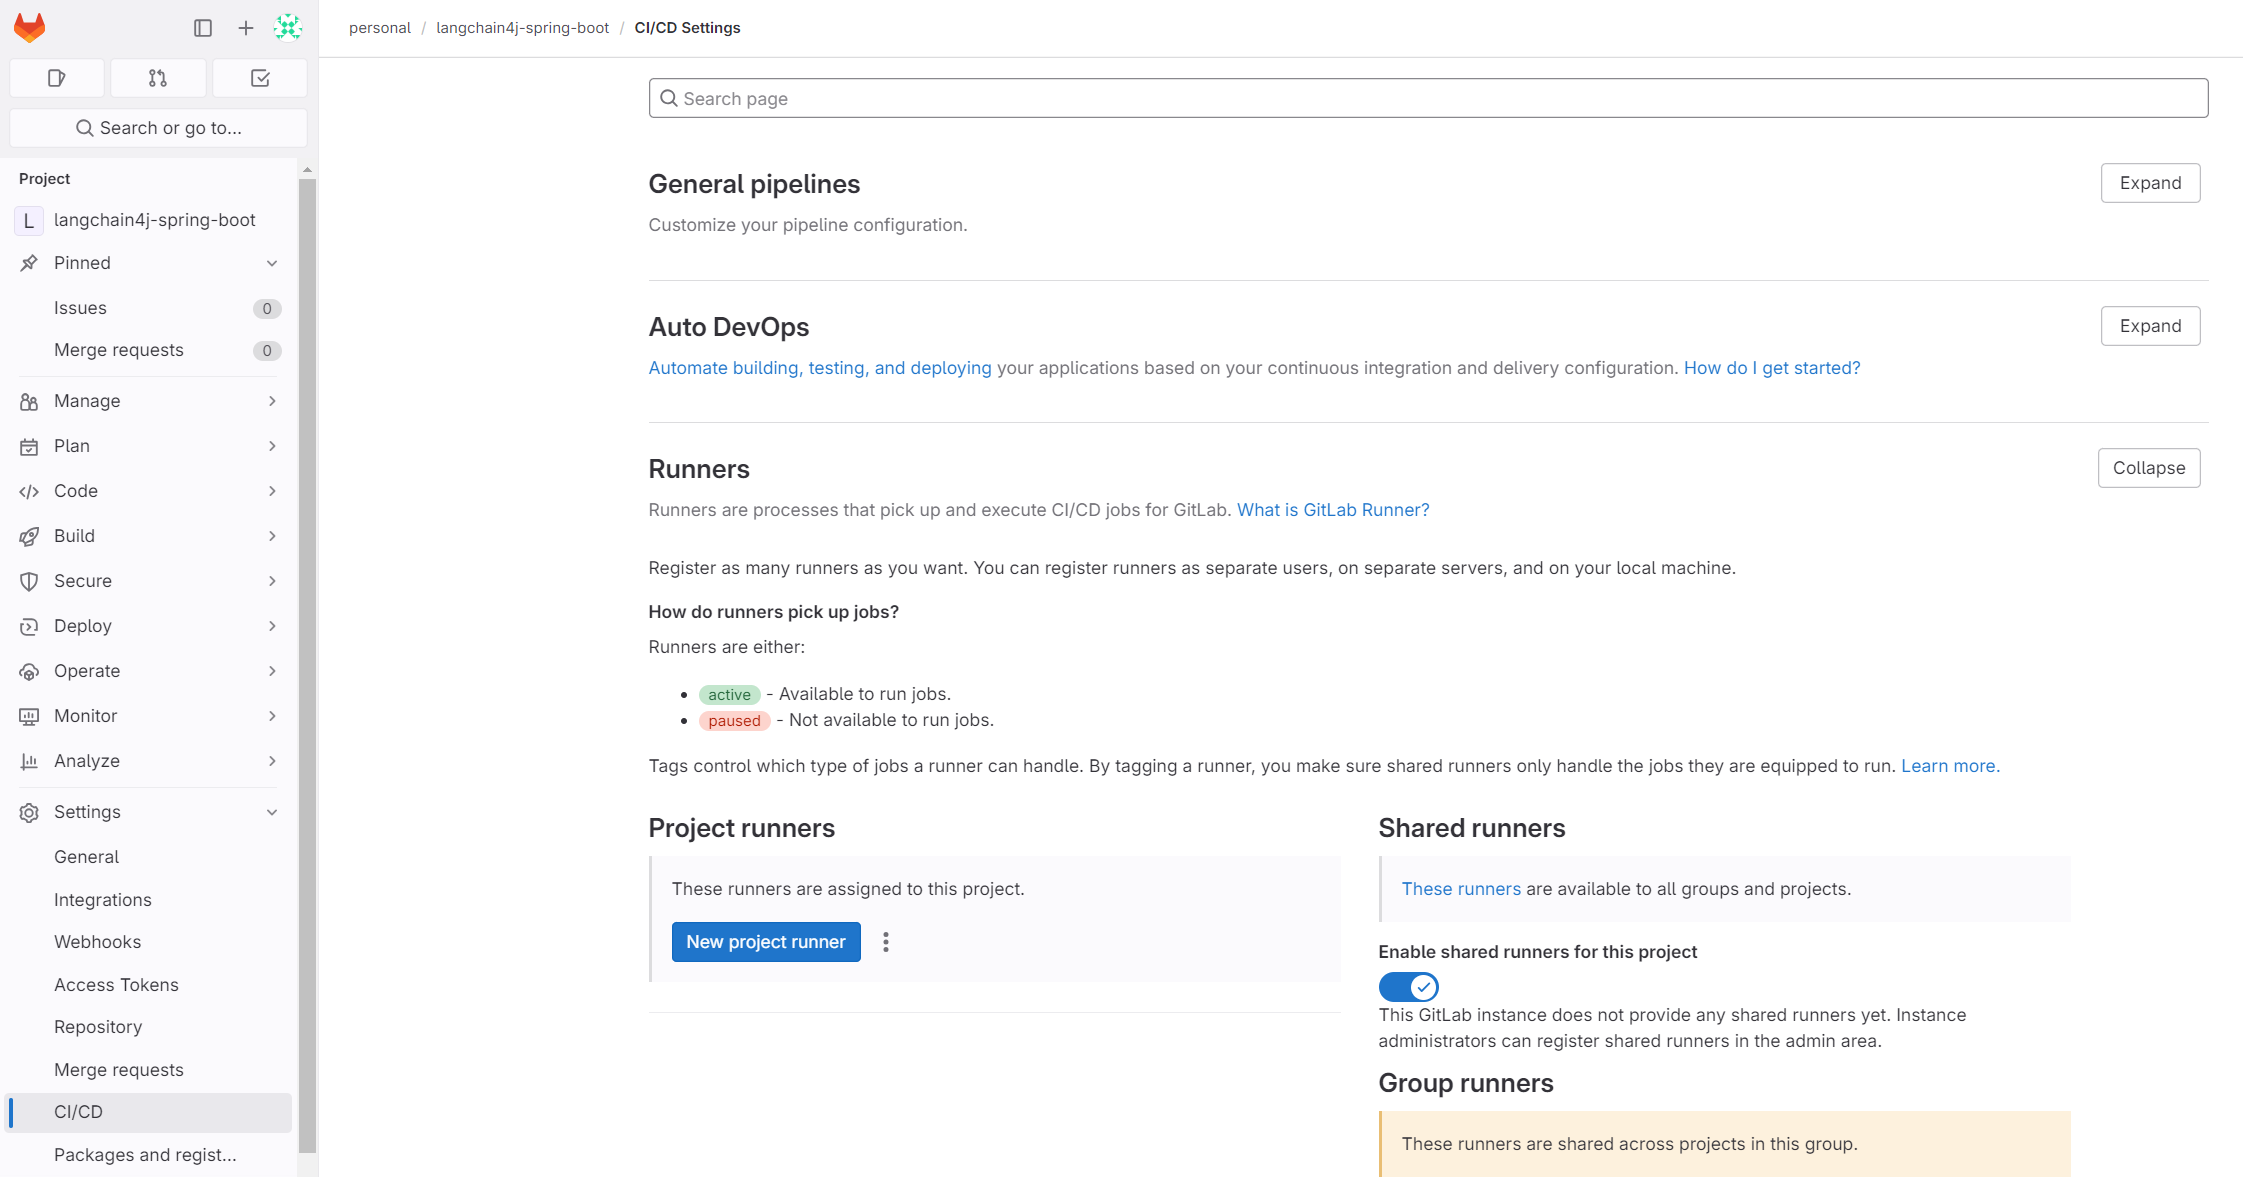 personal / langchain4j-spring-boot / CI/CD Settings
Search or go to...
Project
L langchain4j-spring-boot
Pinned
Issues 0
Merge requests 0
Manage
Plan
Code
Build
Secure
Deploy
Operate
Monitor
Analyze
Settings
General
Integrations
Webhooks
Access Tokens
Repository
Merge requests
CI/CD
Packages and regist...
Search page
General pipelines
Expand
Customize your pipeline configuration.
Auto DevOps
Expand
Automate building, testing, and deploying your applications based on your continuous integration and delivery configuration. How do I get started?
Runners
Collapse
Runners are processes that pick up and execute CI/CD jobs for GitLab. What is GitLab Runner?
Register as many runners as you want. You can register runners as separate users, on separate servers, and on your local machine.
How do runners pick up jobs?
Runners are either:
• active - Available to run jobs.
• paused - Not available to run jobs.
Tags control which type of jobs a runner can handle. By tagging a runner, you make sure shared runners only handle the jobs they are equipped to run. Learn more.
Project runners
These runners are assigned to this project.
New project runner
Shared runners
These runners are available to all groups and projects.
Enable shared runners for this project
This GitLab instance does not provide any shared runners yet. Instance
administrators can register shared runners in the admin area.
Group runners
These runners are shared across projects in this group.